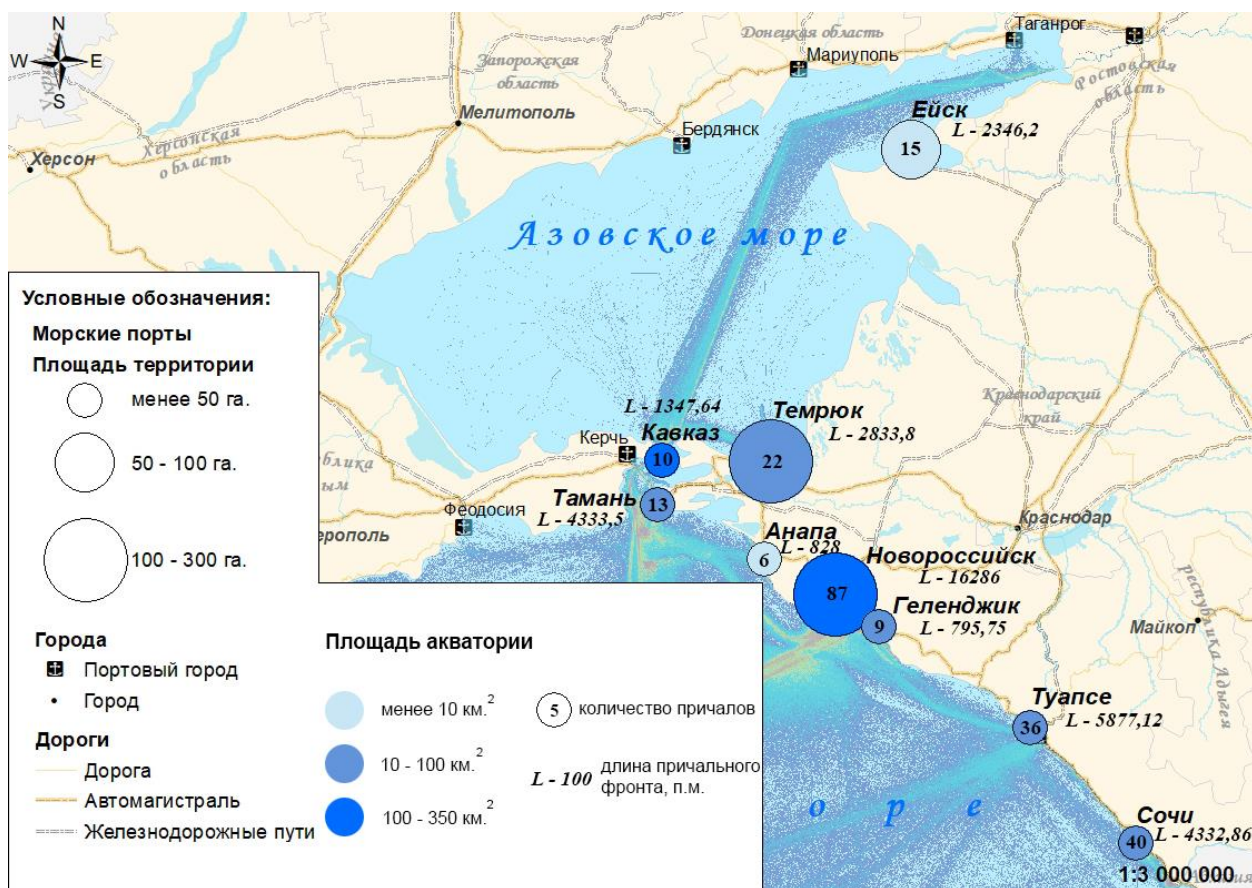 N
W
E
S
Таганрог
Донецкая область
Мариуполь
Запорожская
область
Ростовская
область
Мелитополь
Ейск
L - 2346,2
15
Бердянск
Херсонская
область
Херсон
Азовское море
Условные обозначения:
Морские порты
Площадь территории
менее 50 га.
50 - 100 га.
100 - 300 га.
Города
Портовый город
Город
Дороги
Дорога
Автомагистраль
Железнодорожные пути
Площадь акватории
менее 10 км.²
10 - 100 км.²
100 - 350 км.²
5
количество причалов
L - 100
длина причального
фронта, п.м.
L - 1347,64
Кавказ
10
Керчь
Темрюк
L - 2833,8
22
Краснодарский
край
Тамань
L - 4333,5
13
Феодосия
ерополь
Анапа
L - 828
6
Краснодар
Новороссийск
L - 16286
87
Геленджик
L - 795,75
9
Майкоп
республика Адыгея
Туапсе
L - 5877,12
36
о р е
Сочи
L - 4332,86
40
1:3 000 000